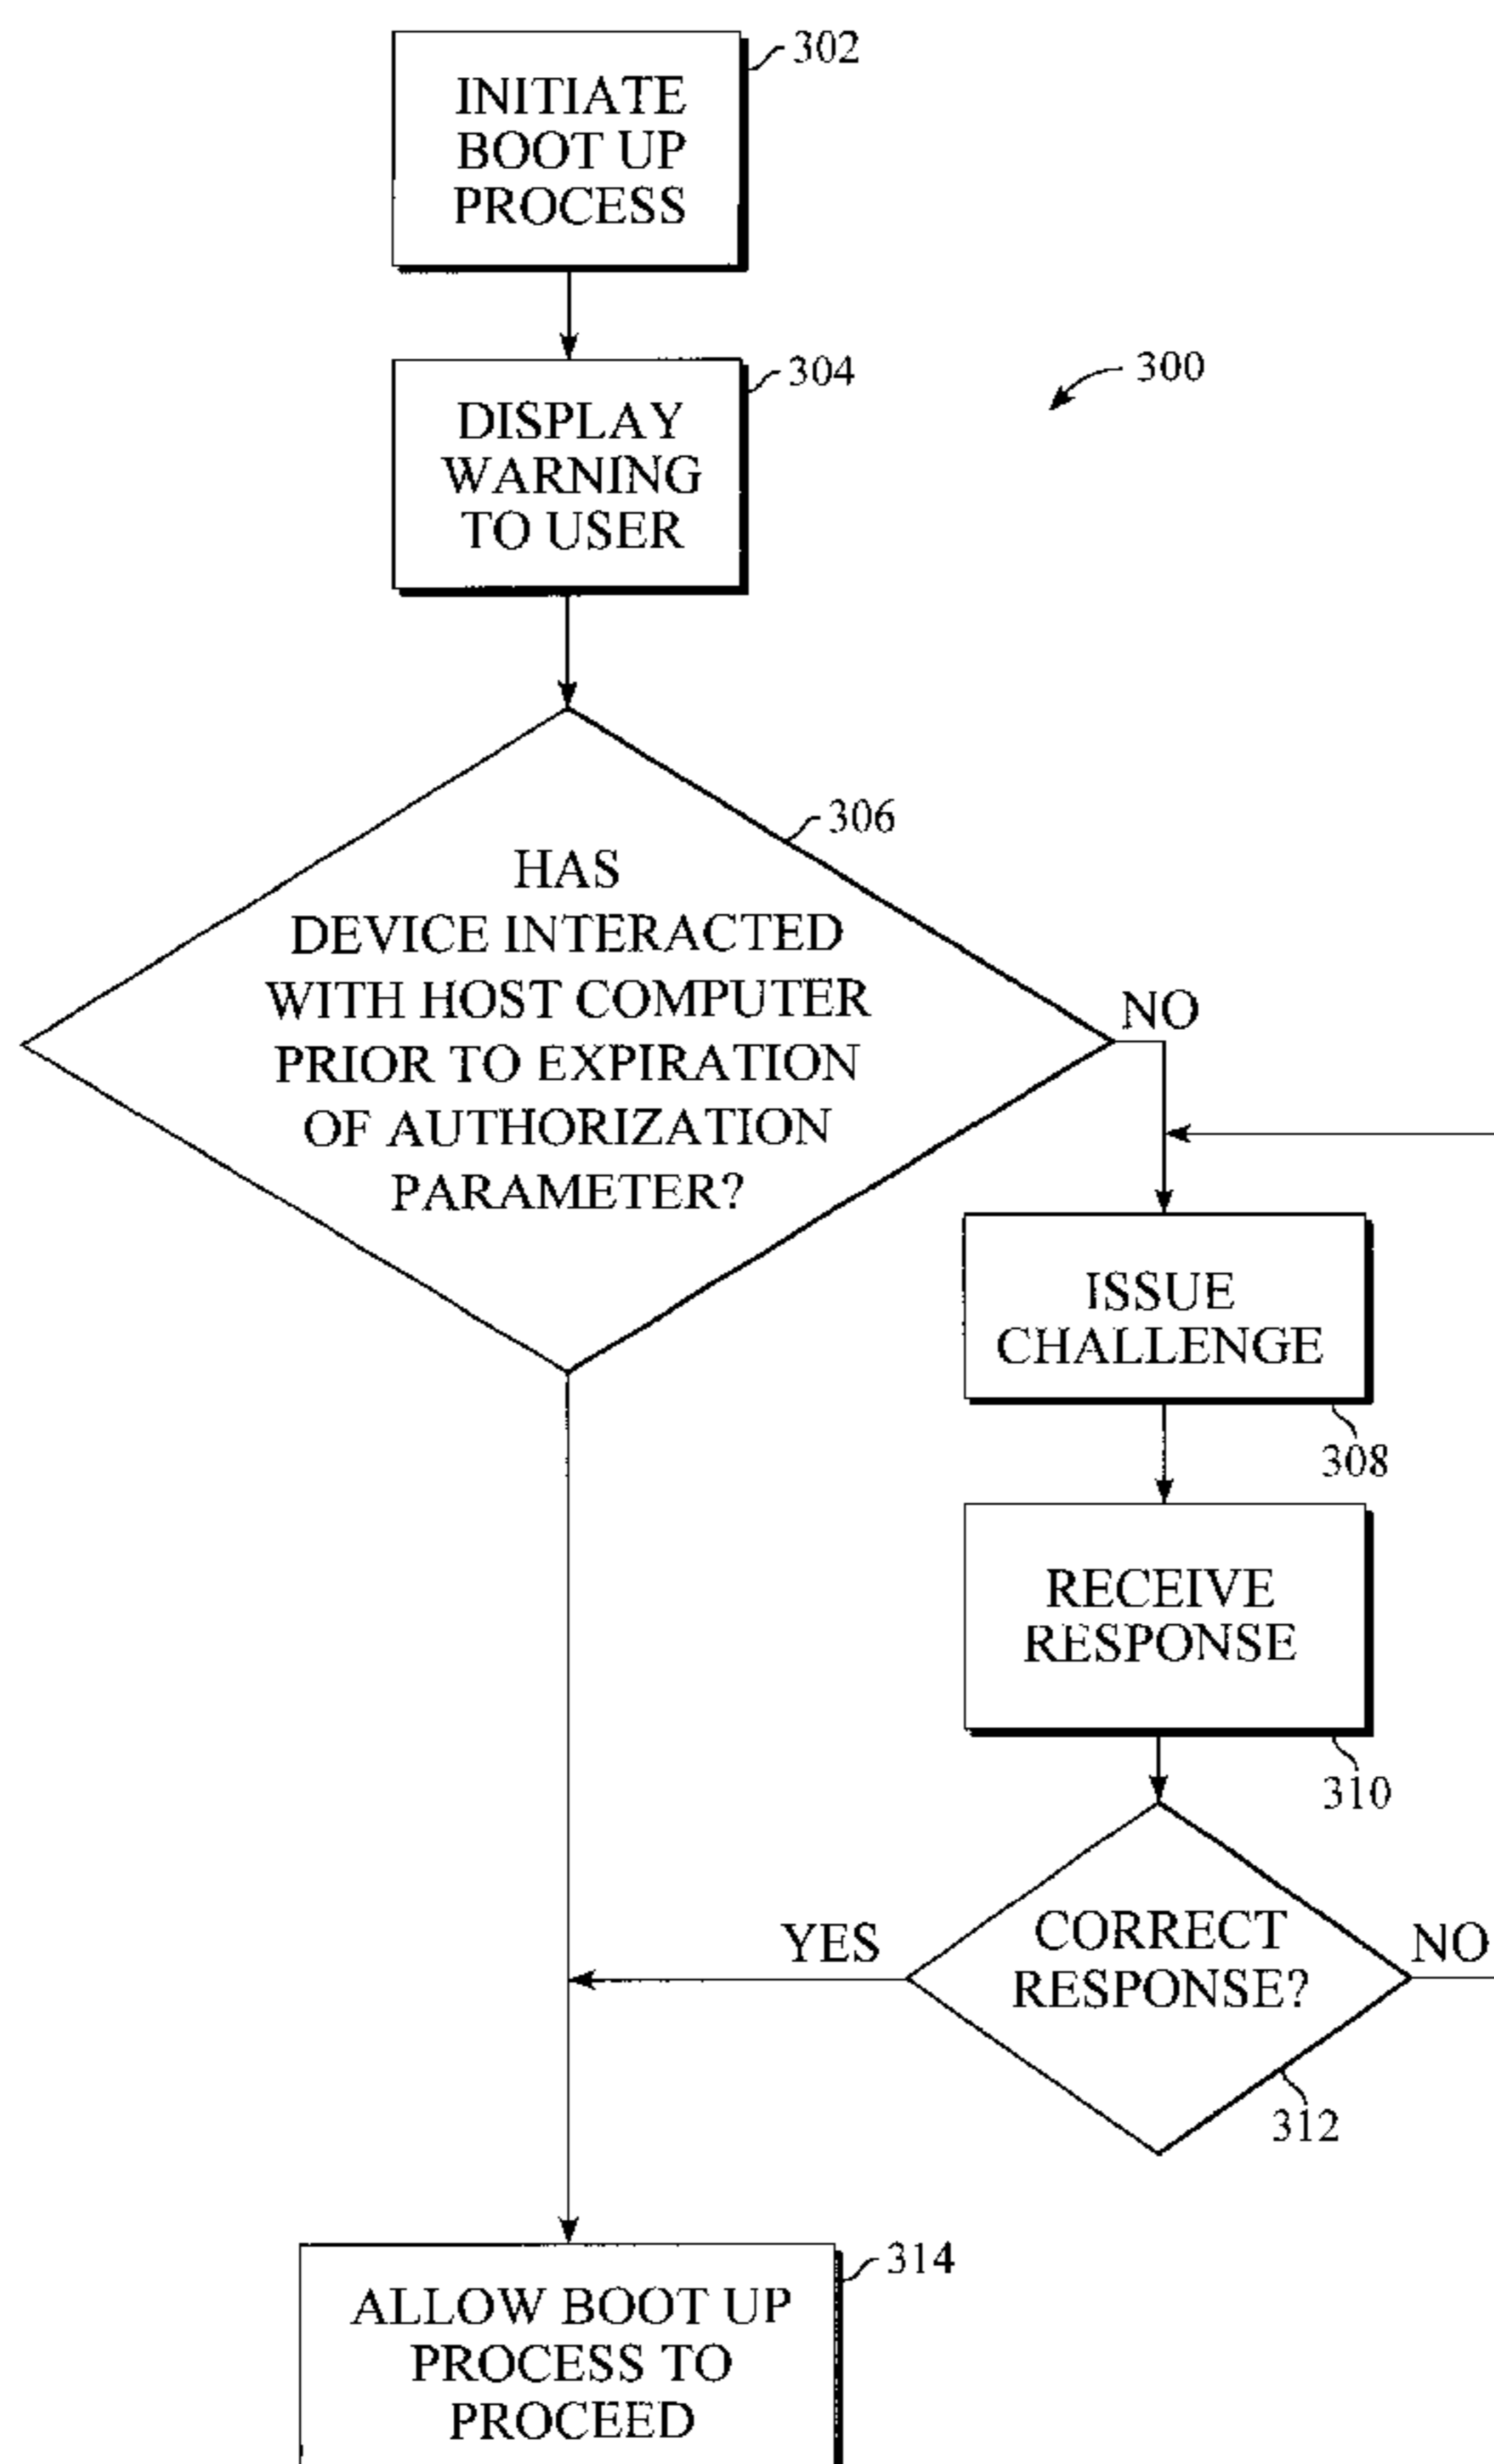 302
INITIATE
BOOT UP
PROCESS
304
DISPLAY
WARNING
TO USER
300
306
HAS
DEVICE INTERACTED
WITH HOST COMPUTER
PRIOR TO EXPIRATION
OF AUTHORIZATION
PARAMETER?
NO
ISSUE
CHALLENGE
308
RECEIVE
RESPONSE
310
CORRECT
RESPONSE?
YES
NO
312
314
ALLOW BOOT UP
PROCESS TO
PROCEED